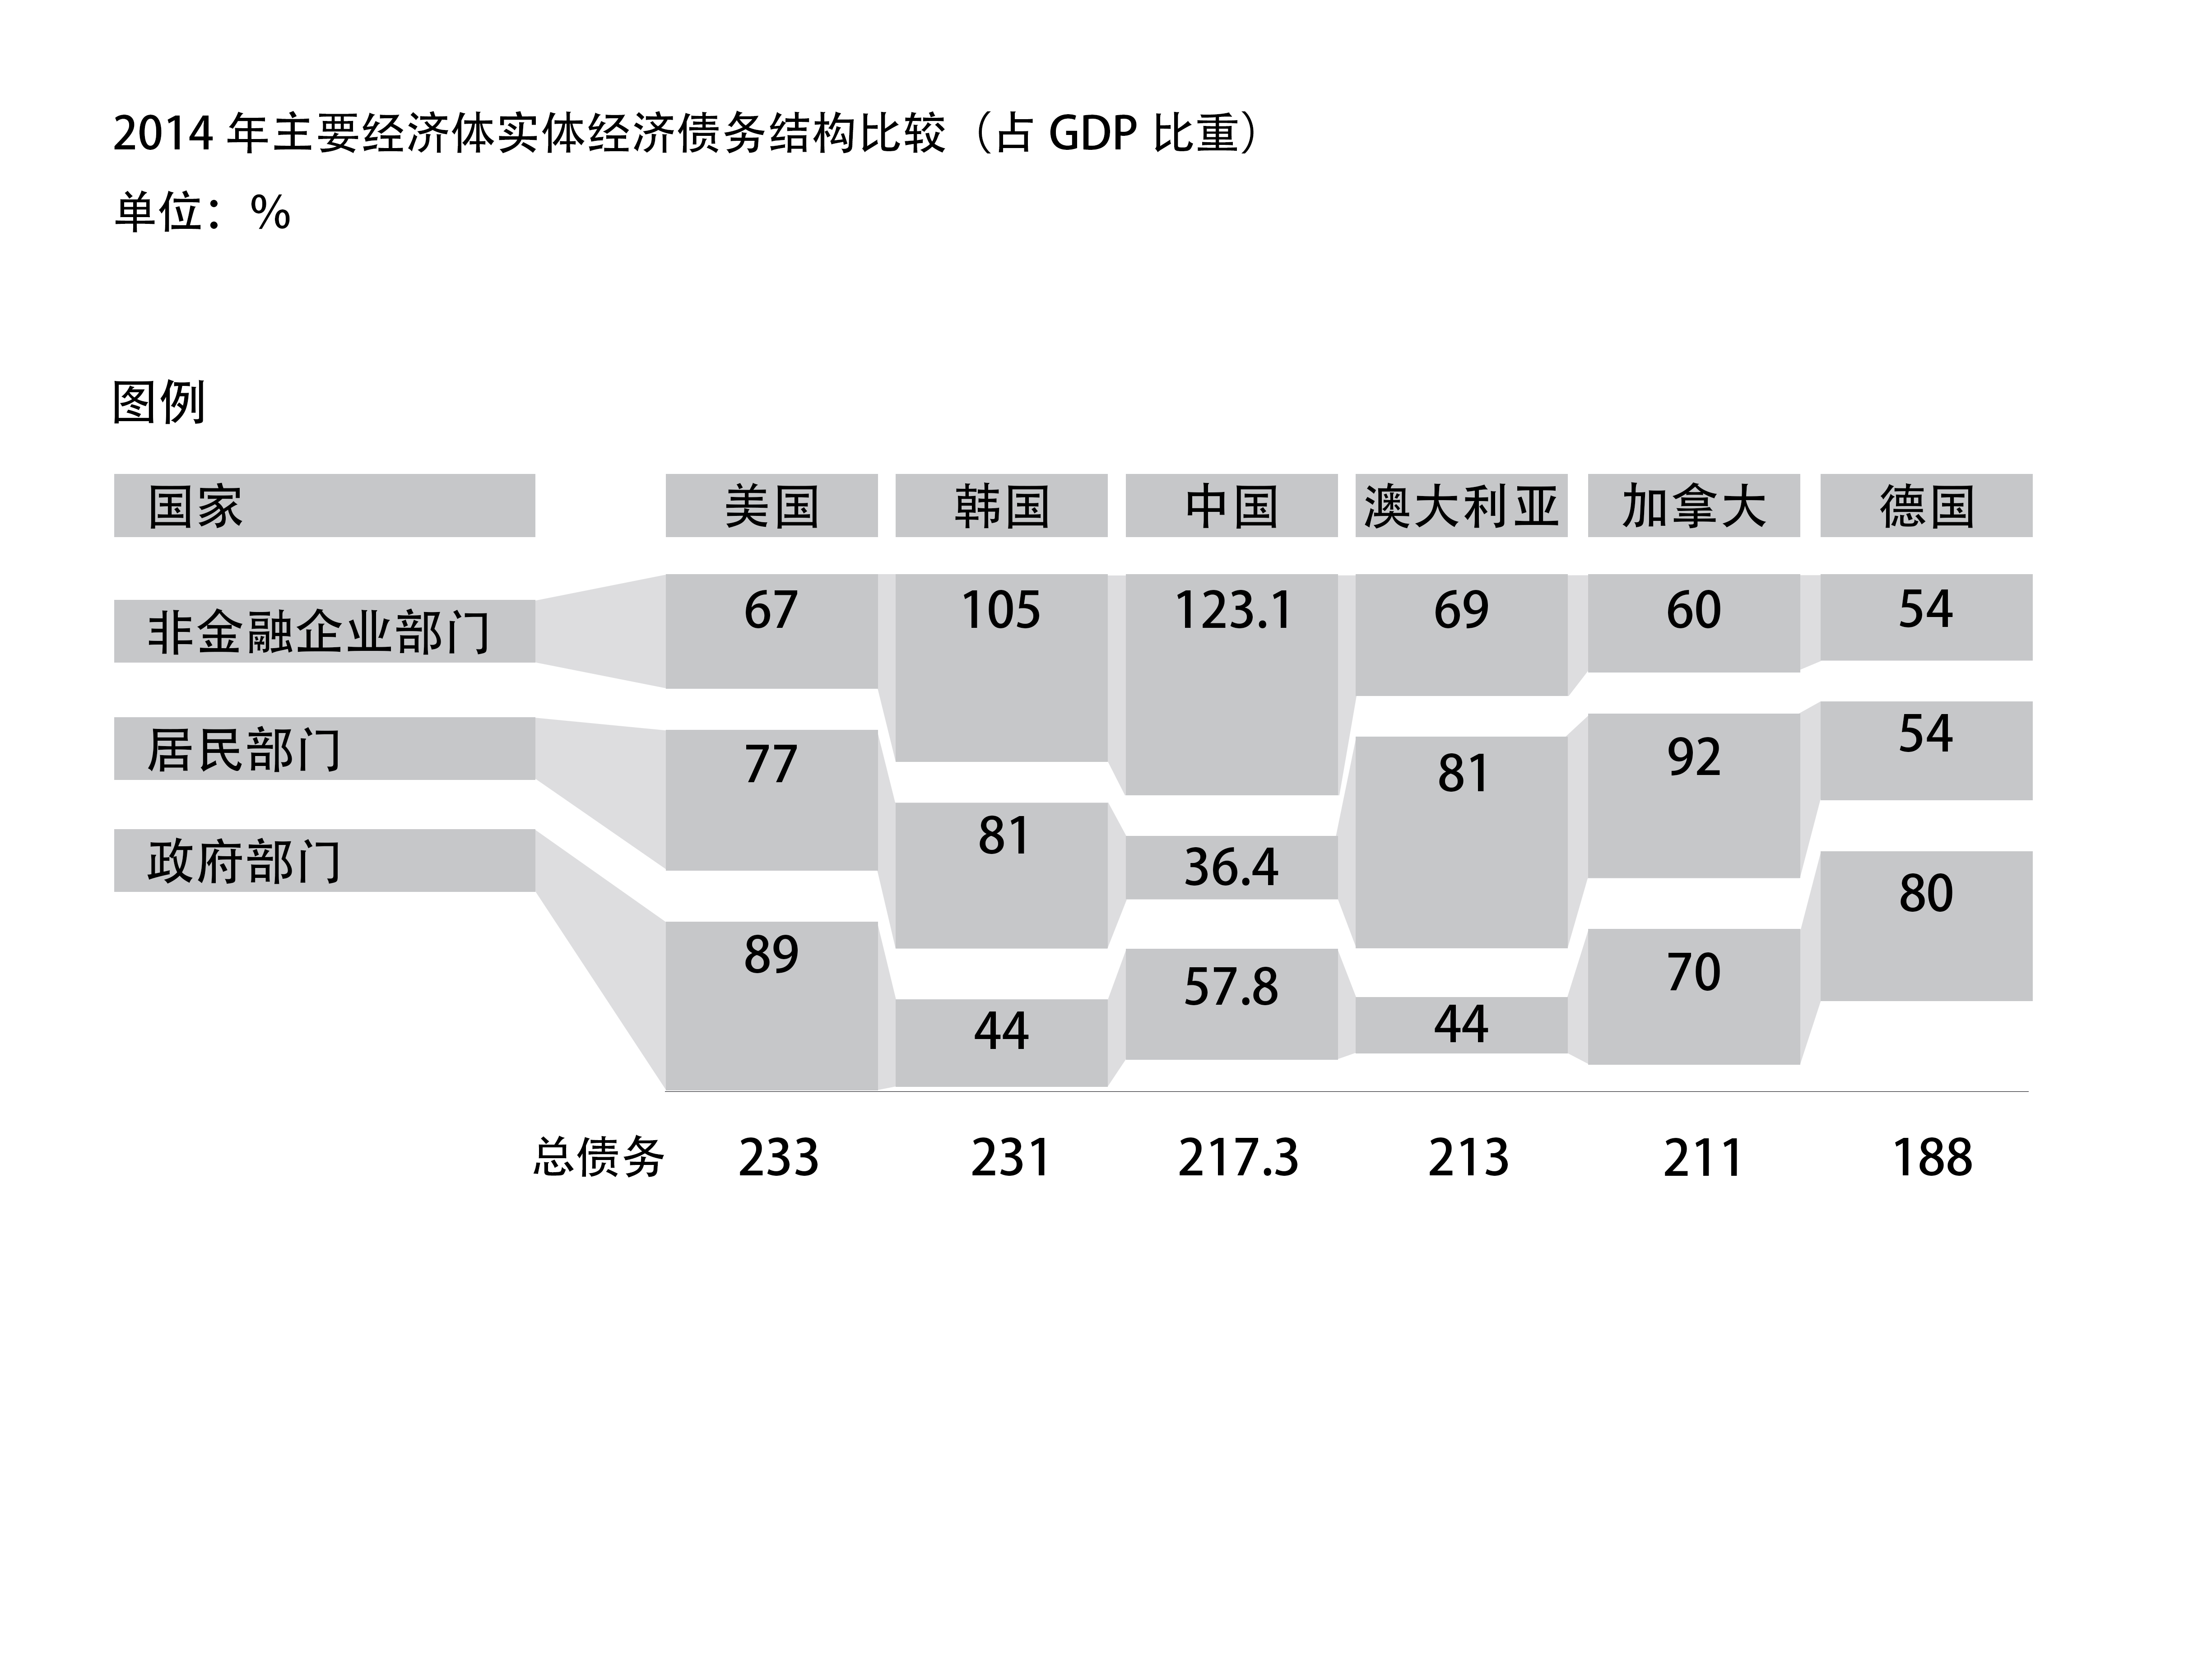 2014 年主要经济体实体经济债务结构比较（占 GDP 比重）
单位：%
图例
国家 美国 韩国 中国 澳大利亚 加拿大 德国
非金融企业部门 67 105 123.1 69 60 54
居民部门 77 81 36.4 81 92 54
政府部门 89 44 57.8 44 70 80
总债务 233 231 217.3 213 211 188